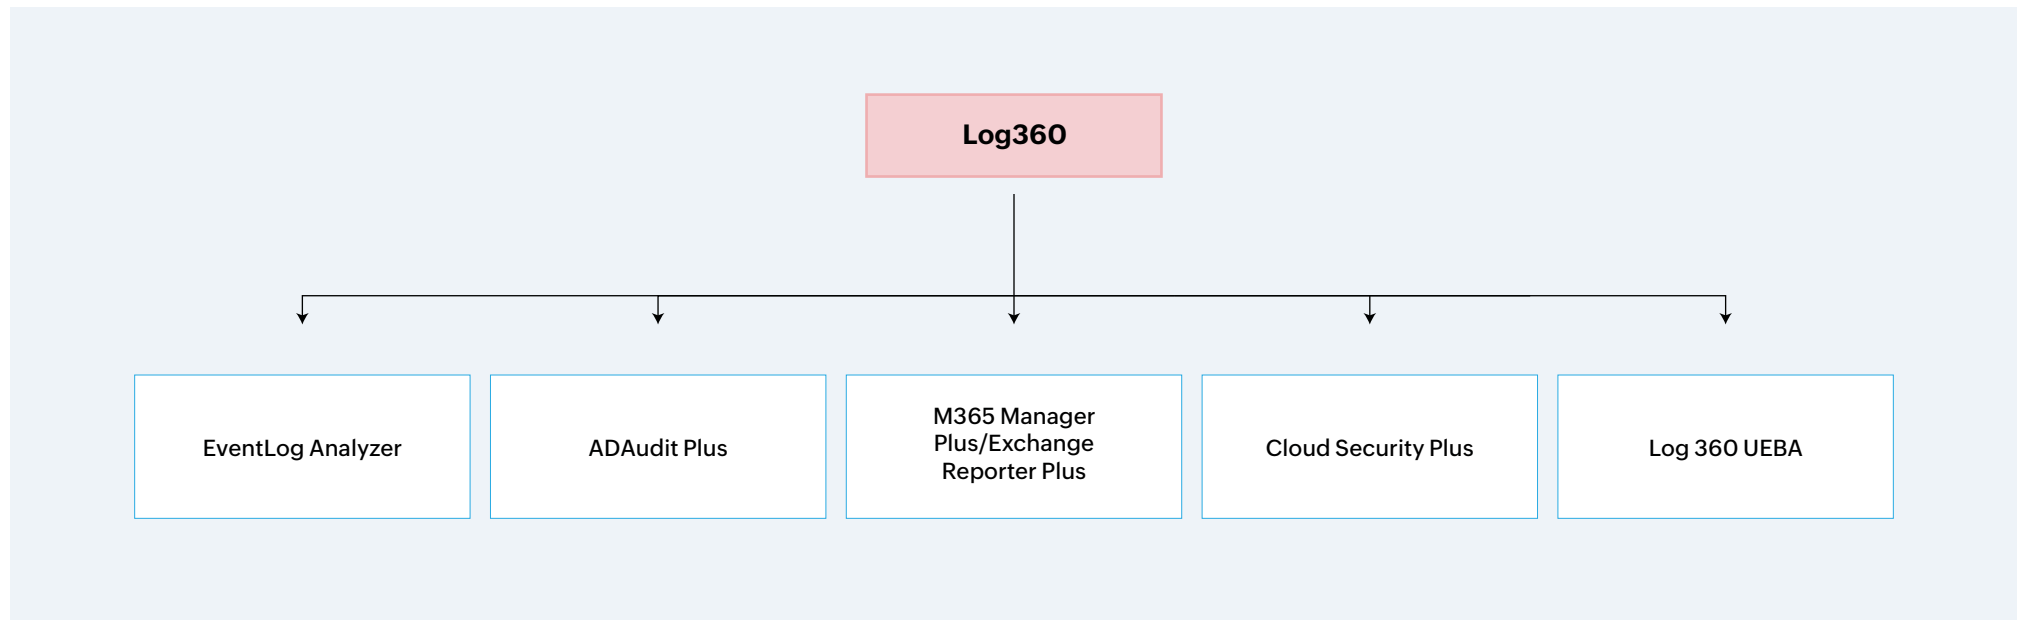 Log360
EventLog Analyzer
ADAudit Plus
M365 Manager
Plus/Exchange
Reporter Plus
Cloud Security Plus
Log 360 UEBA